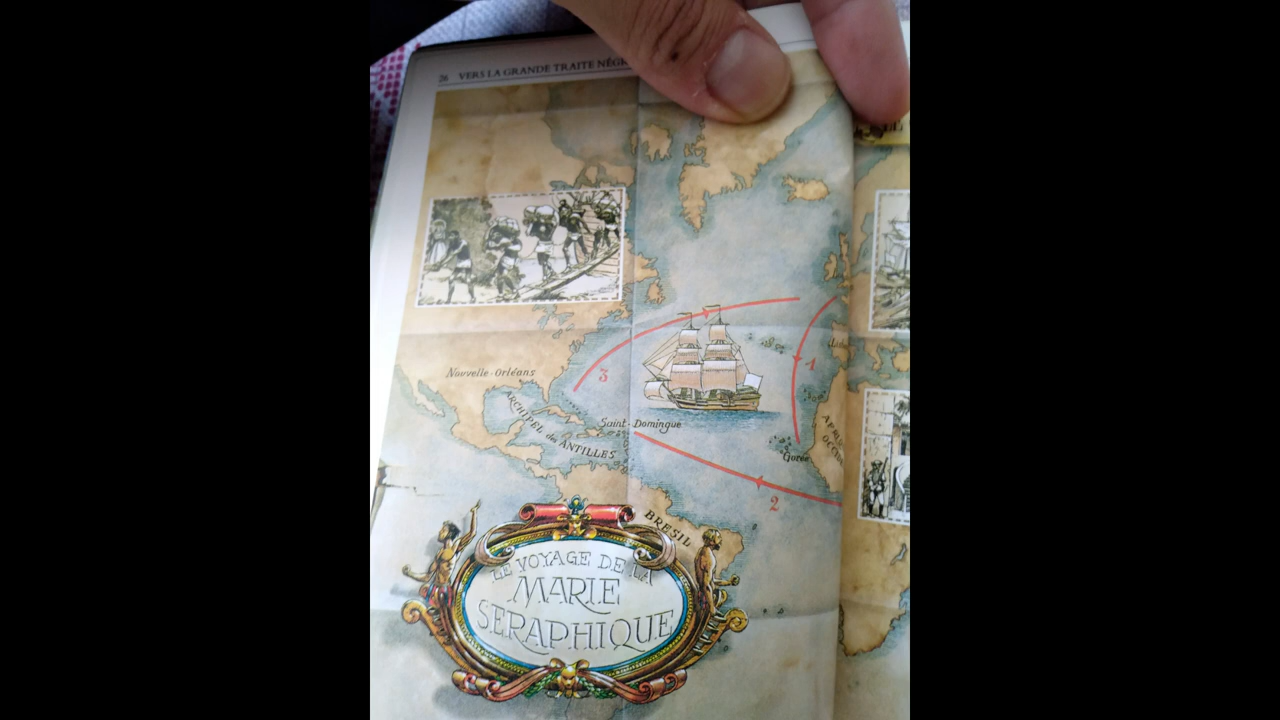 26 VERS LA GRANDE TRAITE
Nouvelle-Orléans
3
1
Saint-Domingue
ARCHIPEL des ANTILLES
Gorée
2
BRESIL
LE VOYAGE DE LA
MARIE
SERAPHIQUE